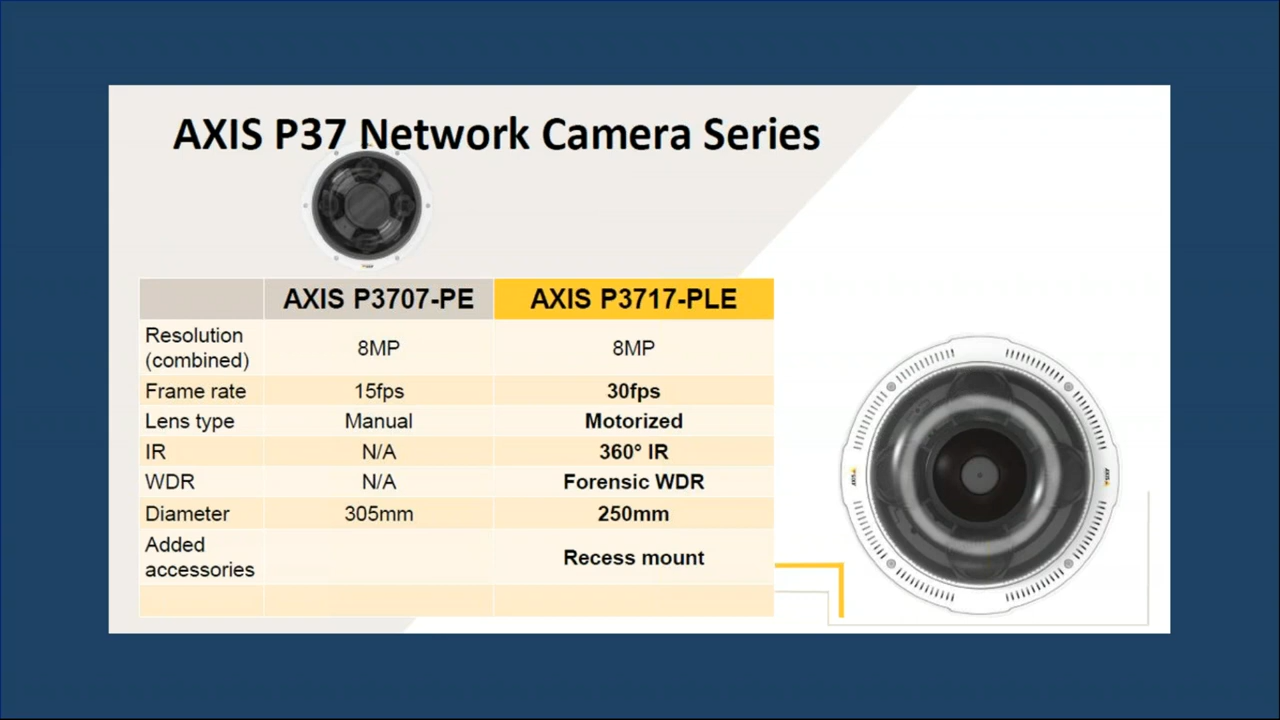 AXIS P37 Network Camera Series
AXIS P3707-PE AXIS P3717-PLE
Resolution (combined) 8MP 8MP
Frame rate 15fps 30fps
Lens type Manual Motorized
IR N/A 360° IR
WDR N/A Forensic WDR
Diameter 305mm 250mm
Added accessories Recess mount
AXIS